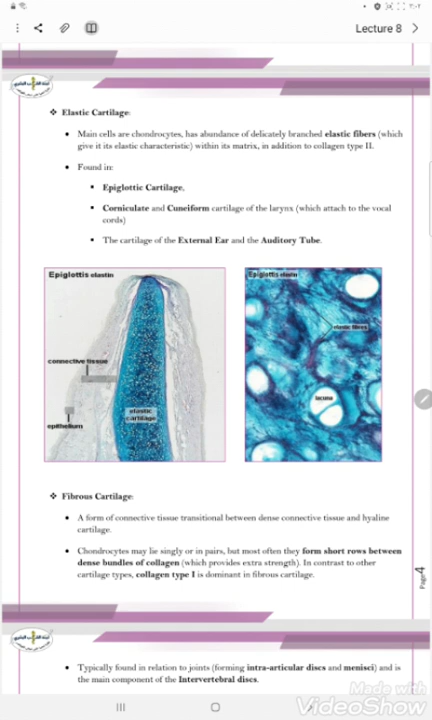 Lecture 8
❖ Elastic Cartilage:
• Main cells are chondrocytes, has abundance of delicately branched elastic fibers (which
give it its elastic characteristic) within its matrix, in addition to collagen type II.
• Found in:
▪ Epiglottic Cartilage,
▪ Corniculate and Cuneiform cartilage of the larynx (which attach to the vocal
cords)
▪ The cartilage of the External Ear and the Auditory Tube.
Epiglottis elastin
connective tissue
elastic
cartilage
epithelium
Epiglottis elastin
elastic fibres
lacuna
❖ Fibrous Cartilage:
• A form of connective tissue transitional between dense connective tissue and hyaline
cartilage.
• Chondrocytes may lie singly or in pairs, but most often they form short rows between
dense bundles of collagen (which provides extra strength). In contrast to other
cartilage types, collagen type I is dominant in fibrous cartilage.
Page4
• Typically found in relation to joints (forming intra-articular discs and menisci) and is
the main component of the Intervertebral discs.
Made with
VideoShow